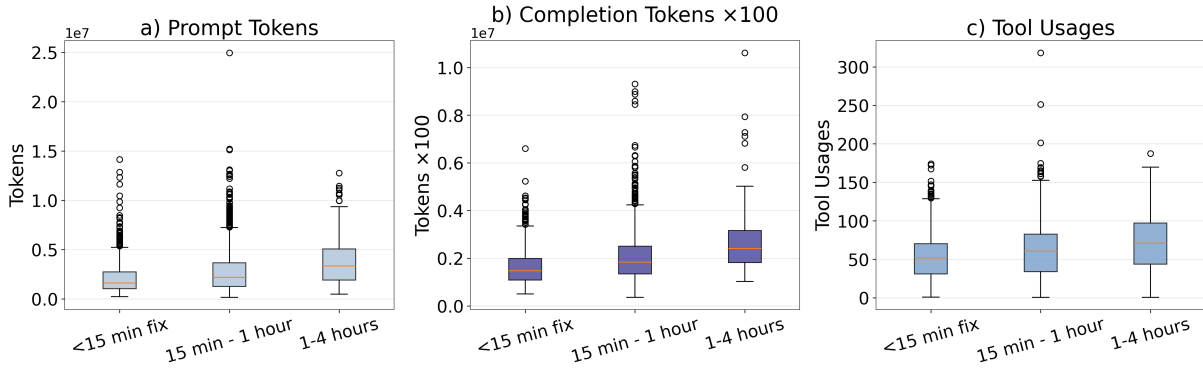 a) Prompt Tokens
1e7
Tokens
2.5
2.0
1.5
1.0
0.5
0.0
<15 min fix
15 min - 1 hour
1-4 hours
b) Completion Tokens ×100
1e7
Tokens ×100
1.0
0.8
0.6
0.4
0.2
0.0
<15 min fix
15 min - 1 hour
1-4 hours
c) Tool Usages
Tool Usages
300
250
200
150
100
50
0
<15 min fix
15 min - 1 hour
1-4 hours